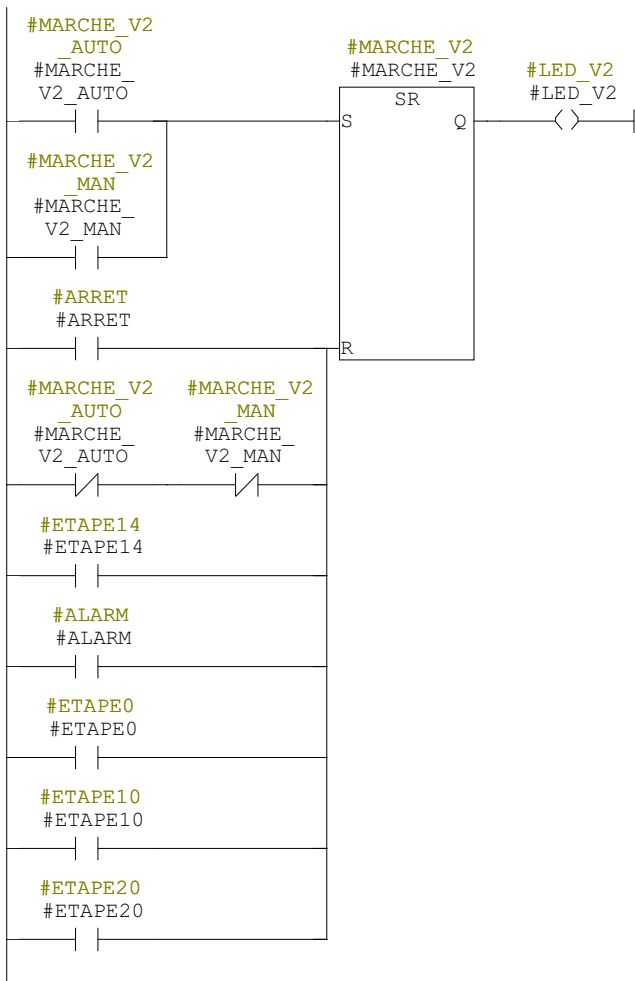 #MARCHE_V2
_AUTO
#MARCHE_
V2_AUTO
#MARCHE_V2
#MARCHE_V2
SR
S
Q
#LED_V2
#LED_V2
#MARCHE_V2
_MAN
#MARCHE_
V2_MAN
#ARRET
#ARRET
R
#MARCHE_V2
_AUTO
#MARCHE_
V2_AUTO
#MARCHE_V2
_MAN
#MARCHE_
V2_MAN
#ETAPE14
#ETAPE14
#ALARM
#ALARM
#ETAPE0
#ETAPE0
#ETAPE10
#ETAPE10
#ETAPE20
#ETAPE20